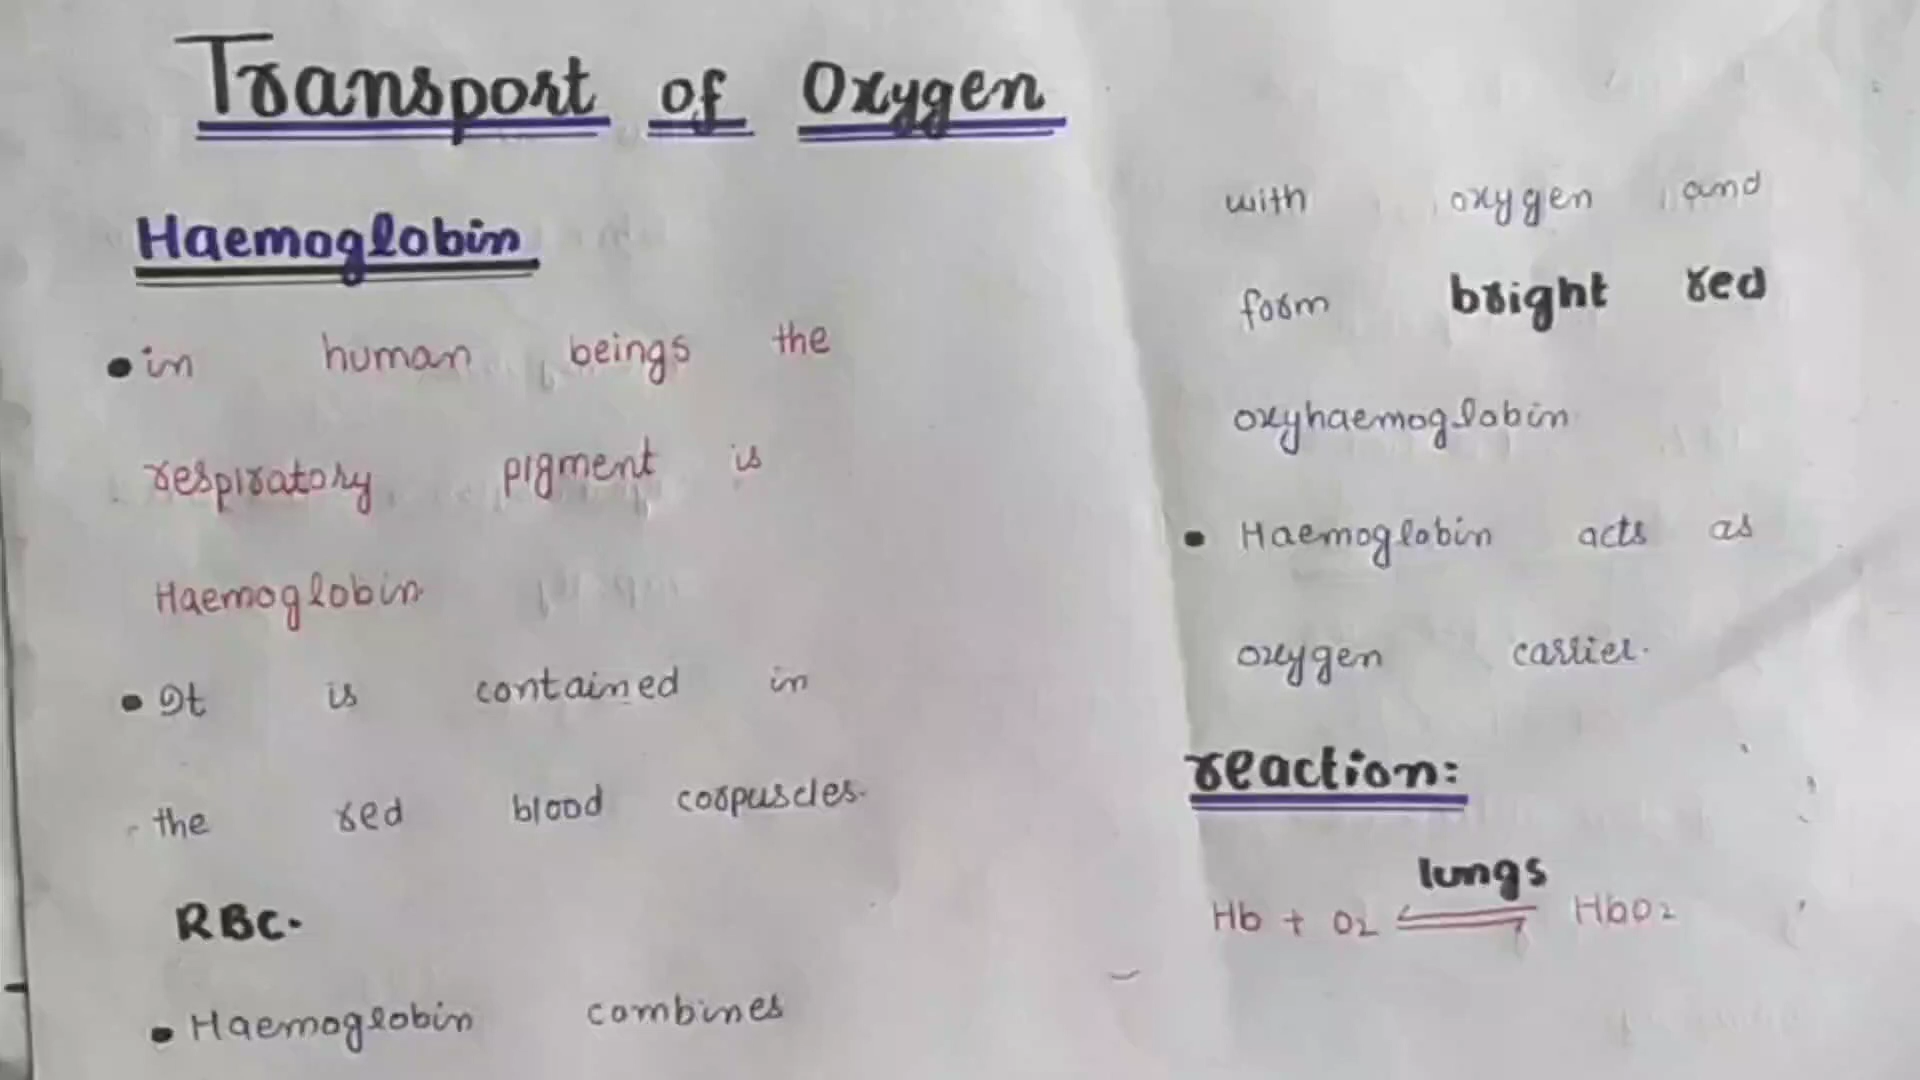 Transport of Oxygen
Haemoglobin
• in human beings the
respiratory pigment is
Haemoglobin
• It is contained in
the red blood corpuscles.
RBC.
• Haemoglobin combines
with oxygen and
form bright red
oxyhaemoglobin
• Haemoglobin acts as
oxygen carrier.
reaction:
lungs
Hb + O₂ ⇌ HbO₂